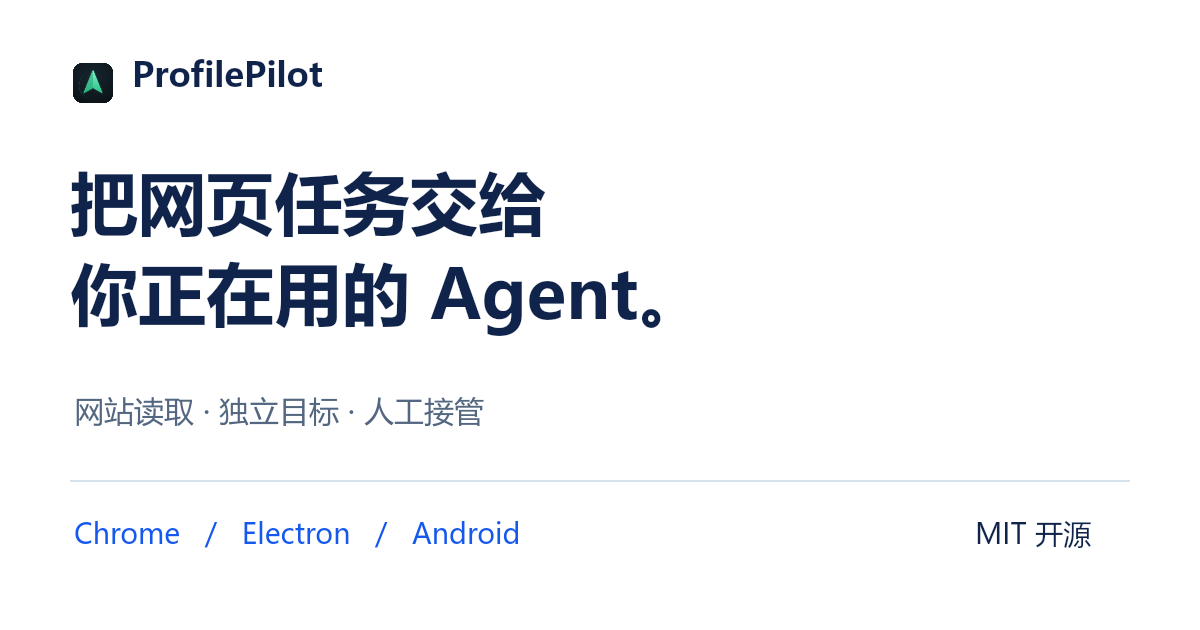 ProfilePilot
把网页任务交给
你正在用的 Agent。
网站读取 · 独立目标 · 人工接管
Chrome / Electron / Android
MIT 开源